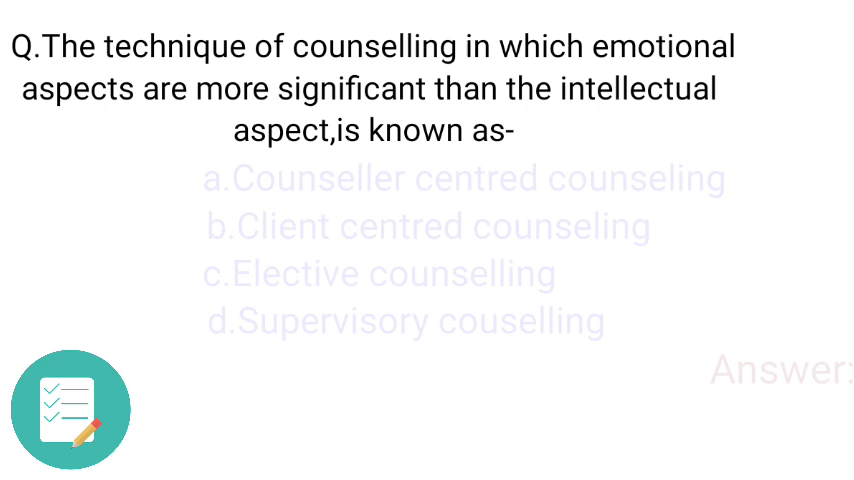 Q.The technique of counselling in which emotional
aspects are more significant than the intellectual
aspect,is known as-
a.Counseller centred counseling
b.Client centred counseling
c.Elective counselling
d.Supervisory couselling
Answer: